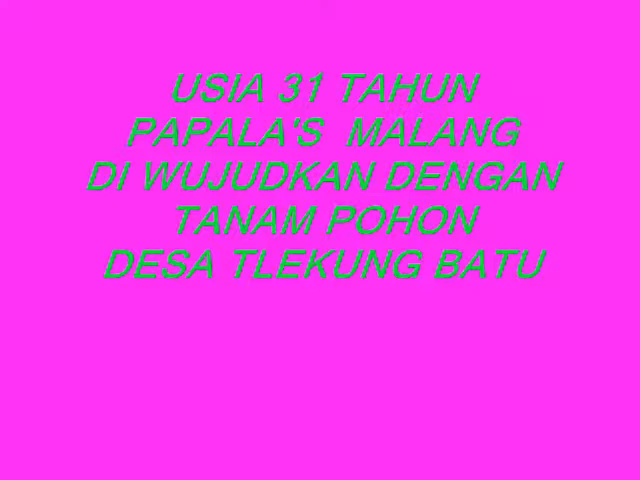 USIA 31 TAHUN
PAPALA'S MALANG
DI WUJUDKAN DENGAN
TANAM POHON
DESA TLEKUNG BATU